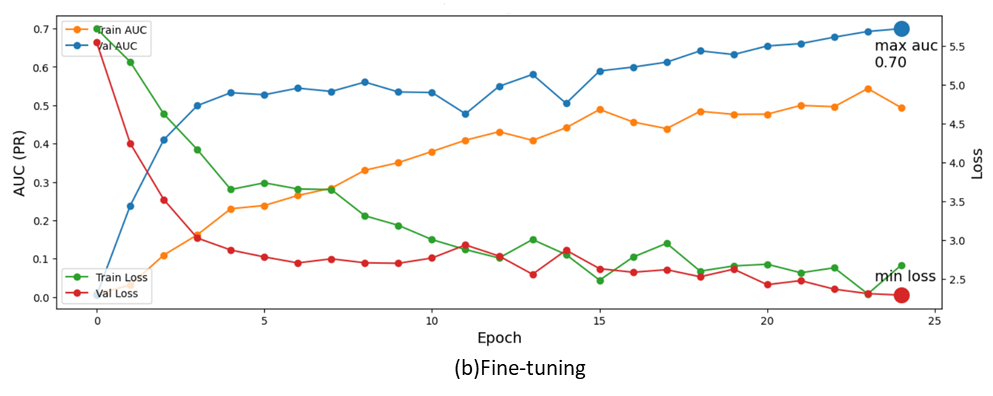 Train AUC
Val AUC
0.7
0.6
0.5
0.4
0.3
0.2
0.1
0.0
AUC (PR)
5.5
5.0
4.5
4.0
3.5
3.0
2.5
Loss
max auc
0.70
min loss
Train Loss
Val Loss
0 5 10 15 20 25
Epoch
(b)Fine-tuning